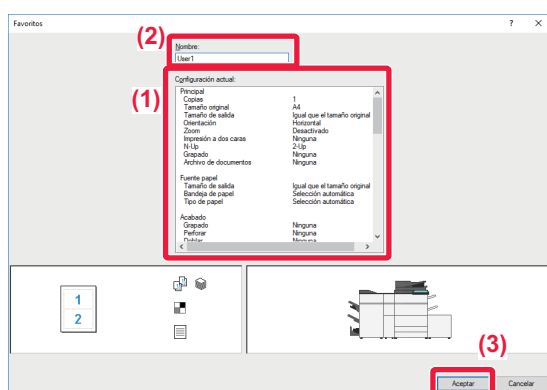 Favoritos ? ×
(2)
Nombre:
User1
(1)
Configuración actual:
Principal
Copias 1
Tamaño original A4
Tamaño de salida Igual que el tamaño original
Orientación Horizontal
Zoom Desactivado
Impresión a dos caras Ninguna
N-Up 2-Up
Grapado Ninguna
Archivo de documentos Ninguna
Fuente papel
Tamaño de salida Igual que el tamaño original
Bandeja de papel Selección automática
Tipo de papel Selección automática
Acabado
Grapado Ninguna
Perforar Ninguna
Doblar Ninguna
1
2
(3)
Aceptar Cancelar